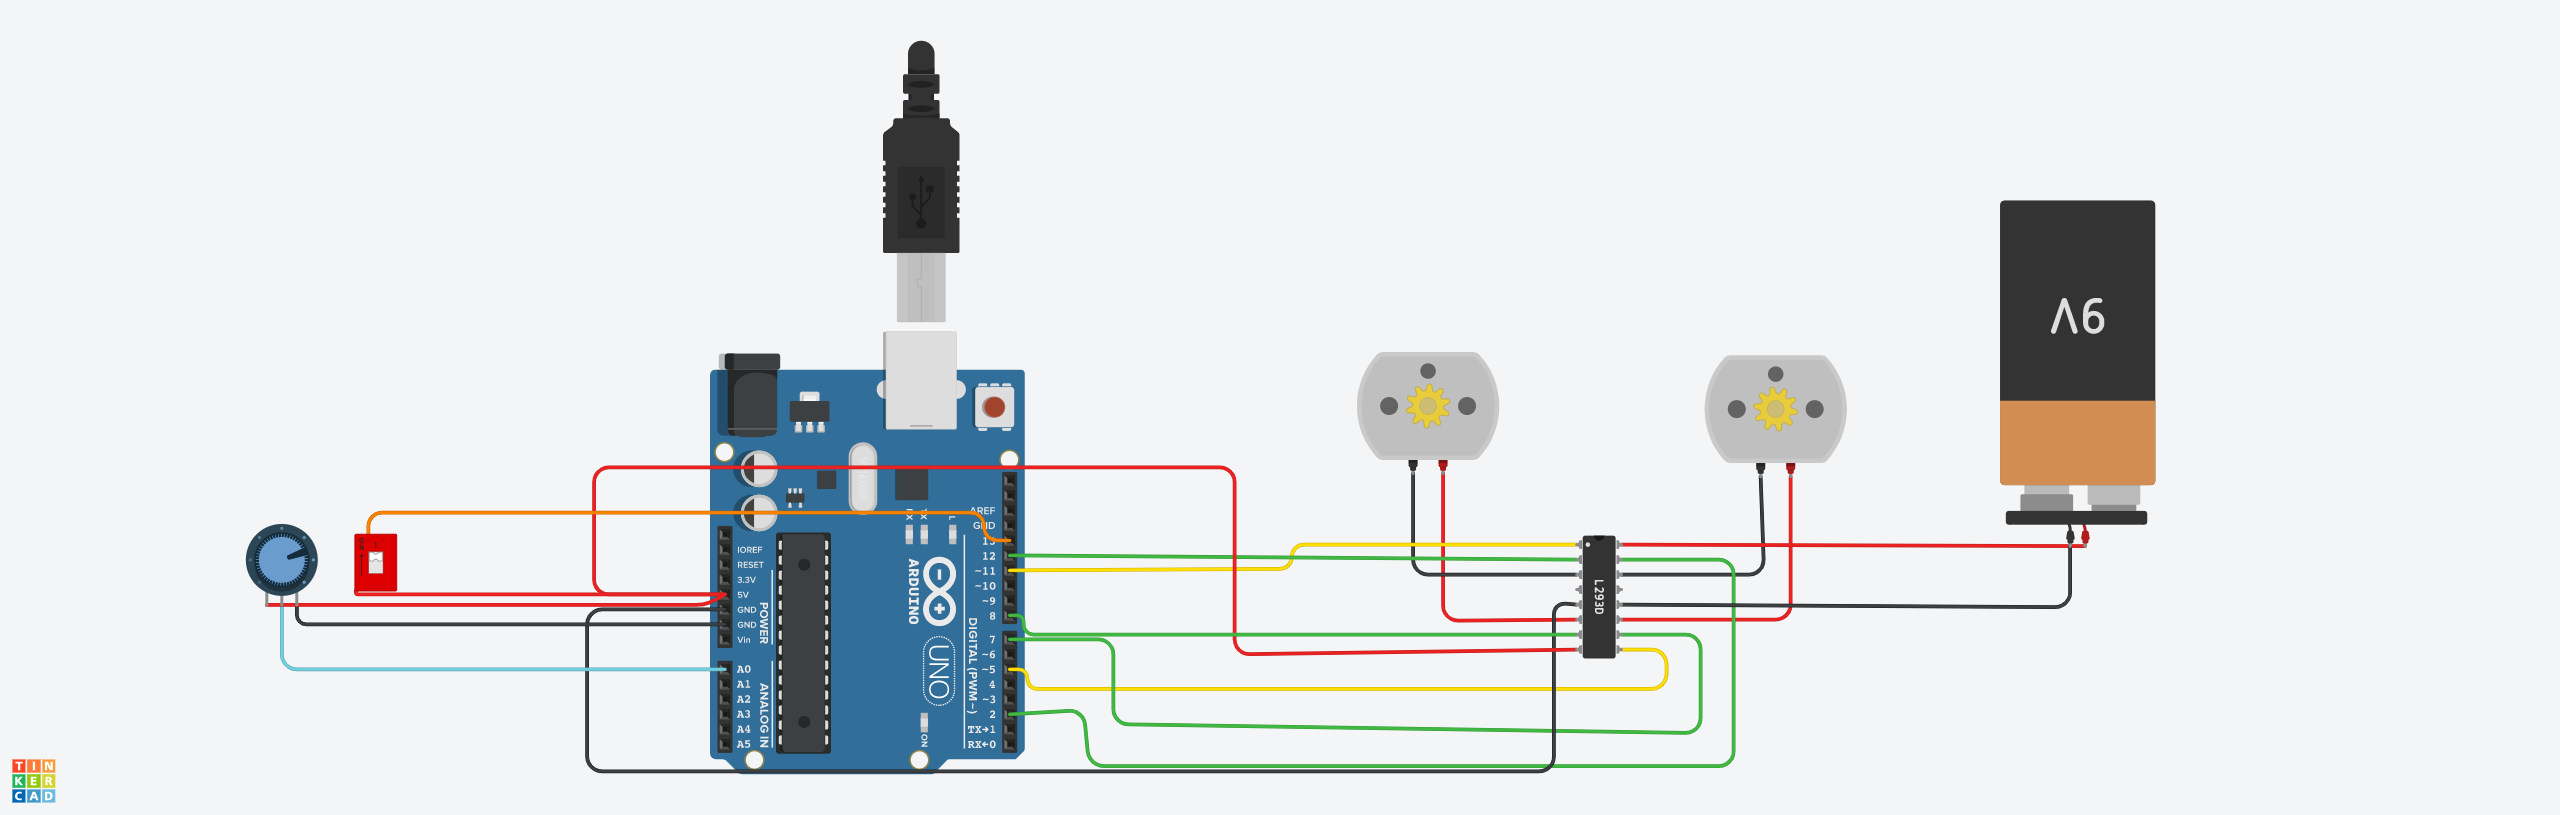 9V
AREF
GND
13
12
~11
~10
~9
8
7
~6
~5
4
~3
2
TX→1
RX←0
DIGITAL (PWM~)
IOREF
RESET
3.3V
5V
GND
GND
Vin
POWER
A0
A1
A2
A3
A4
A5
ANALOG IN
RX
TX
L
ARDUINO
UNO
ON
L293D
TIN
KER
CAD